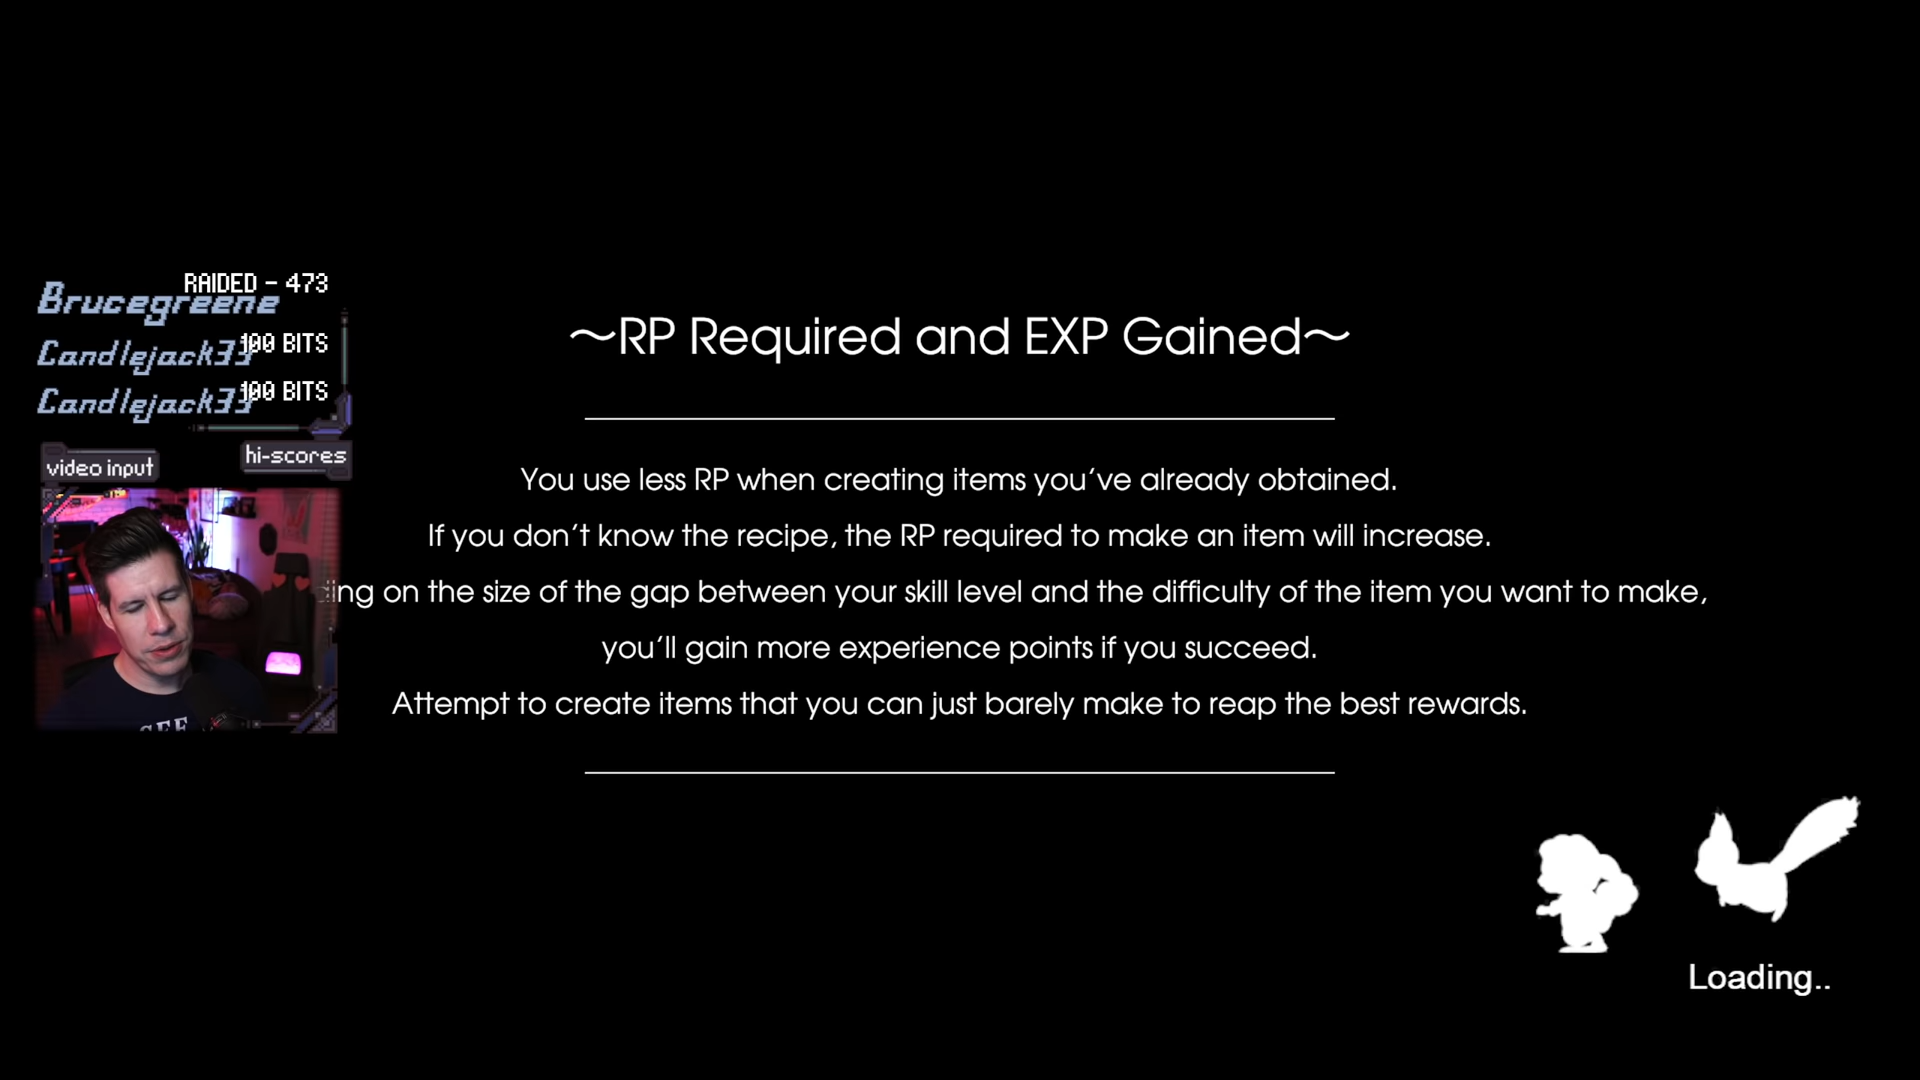 RAIDED - 473
Brucegreene
100 BITS
Candlejack33
100 BITS
Candlejack33
video input
hi-scores
~RP Required and EXP Gained~
You use less RP when creating items you've already obtained.
If you don't know the recipe, the RP required to make an item will increase.
ing on the size of the gap between your skill level and the difficulty of the item you want to make,
you'll gain more experience points if you succeed.
Attempt to create items that you can just barely make to reap the best rewards.
Loading..